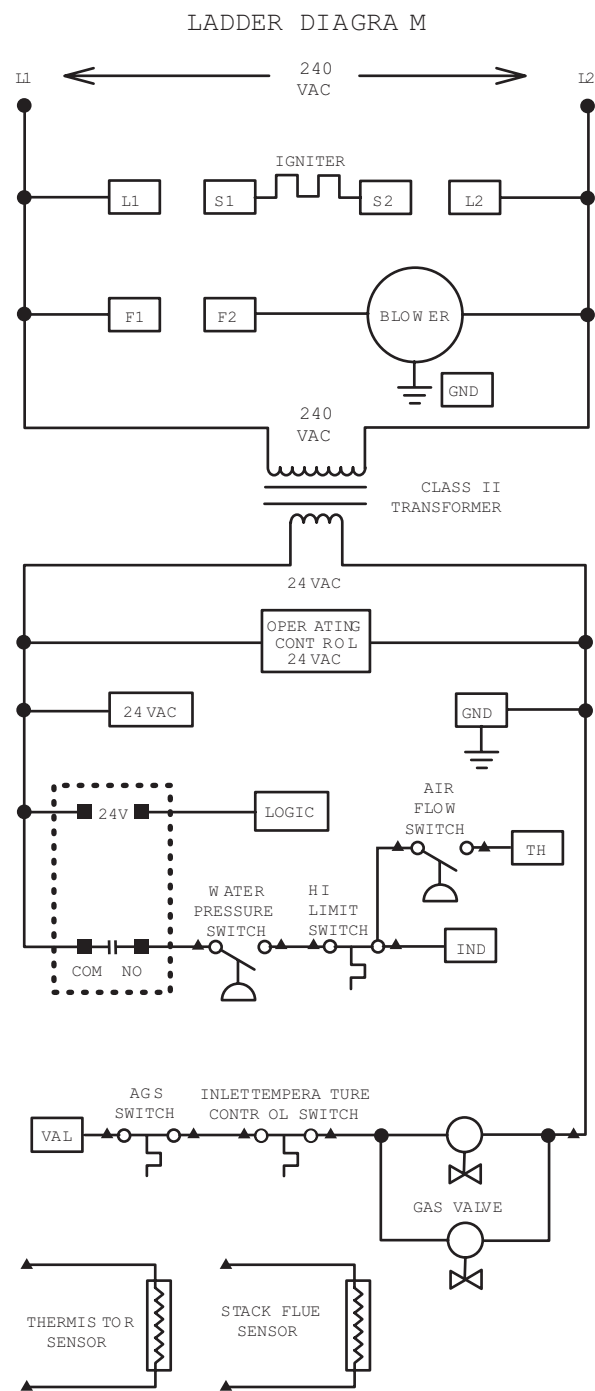 LADDER DIAGRA M
L1
240
VAC
L2
IGNITER
L1
S1
S2
L2
F1
F2
BLOW ER
GND
240
VAC
CLASS II
TRANSFORMER
24 VAC
OPER ATING
CONT RO L
24 VAC
24 VAC
GND
24V
LOGIC
AIR
FLOW
SWITCH
TH
W ATER
PRESSURE
SWITCH
HI
LIMIT
SWITCH
COM
NO
IND
AGS
SWITCH
INLETTEMPERA TURE
CONTR OL SWITCH
VAL
GAS VALVE
THERMIS TOR
SENSOR
STACK FLUE
SENSOR